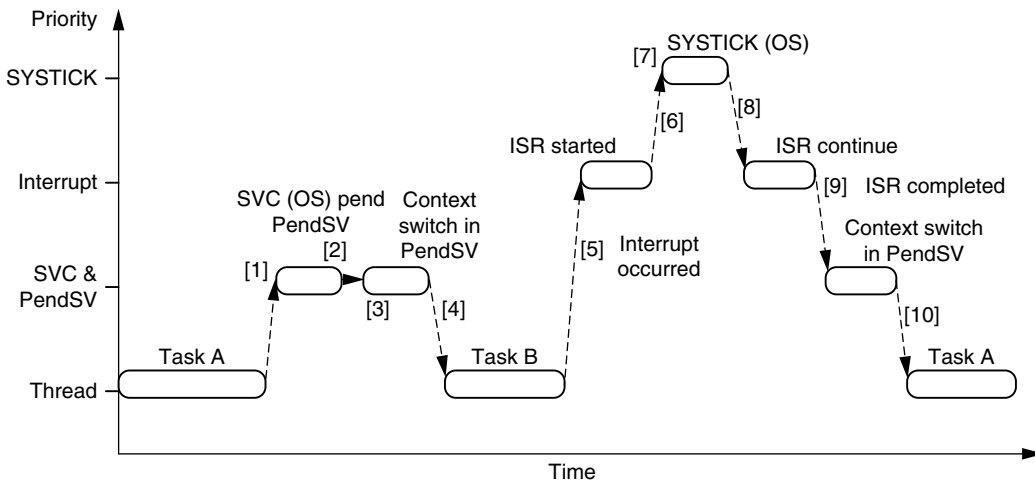 Priority
SYSTICK
Interrupt
SVC &
PendSV
Thread
Task A
[1]
SVC (OS) pend
PendSV
[2]
[3]
Context
switch in
PendSV
[4]
Task B
[5]
Interrupt
occurred
ISR started
[6]
[7]
SYSTICK (OS)
[8]
ISR continue
[9]
ISR completed
Context switch
in PendSV
[10]
Task A
Time